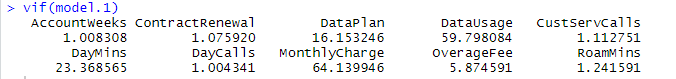 > vif(model.1)
AccountWeeks ContractRenewal DataPlan DataUsage CustServCalls
1.008308 1.075920 16.153246 59.798084 1.112751
DayMins DayCalls MonthlyCharge OverageFee RoamMins
23.368565 1.004341 64.139946 5.874591 1.241591